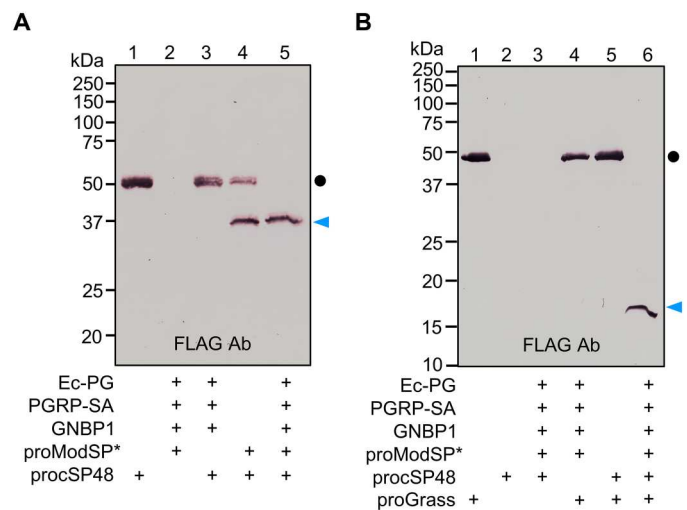 A
kDa 1 2 3 4 5
250
150
100
75
50
37
25
20
FLAG Ab
Ec-PG + + +
PGRP-SA + + +
GNBP1 + + +
proModSP* + + +
procSP48 + + + +
B
kDa 1 2 3 4 5 6
250
150
100
75
50
37
25
20
15
10
FLAG Ab
Ec-PG + + +
PGRP-SA + + +
GNBP1 + + +
proModSP* + + +
procSP48 + + + +
proGrass + + + +